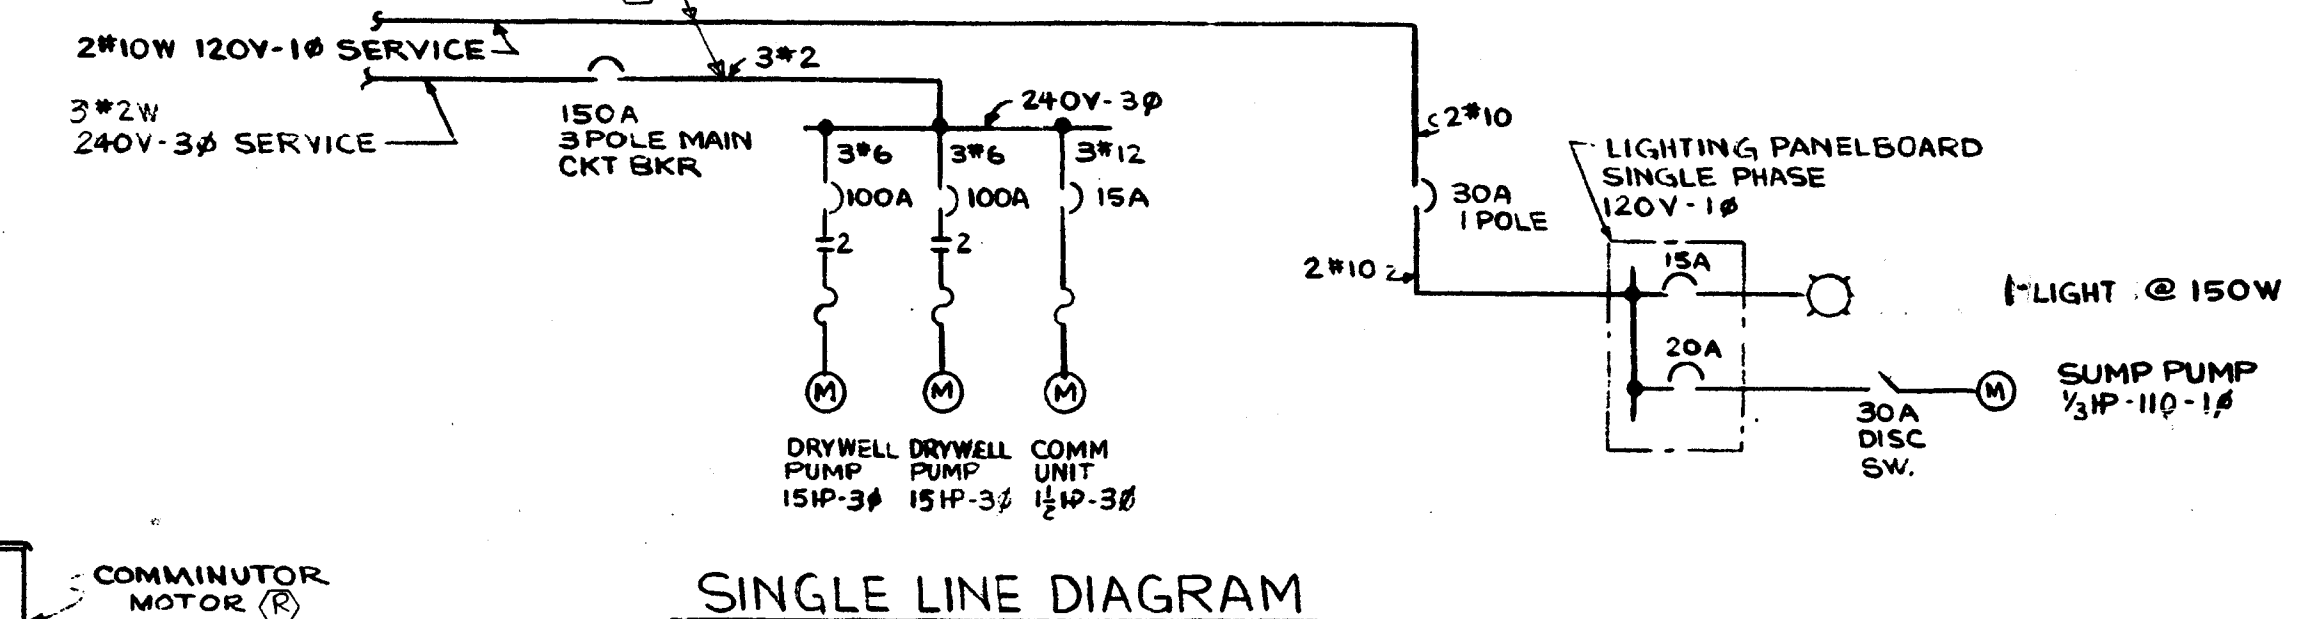 2#10W 120V-1Ø SERVICE
3#2
3#2W
240V-3Ø SERVICE
150A
3 POLE MAIN
CKT BKR
240V-3Ø
3#6
3#6
3#12
100A
100A
15A
2
2
M
M
M
DRYWELL
PUMP
15HP-3Ø
DRYWELL
PUMP
15HP-3Ø
COMM
UNIT
1½HP-3Ø
2#10
30A
1 POLE
2#10
LIGHTING PANELBOARD
SINGLE PHASE
120V-1Ø
15A
1-LIGHT @ 150W
20A
30A
DISC
SW.
M
SUMP PUMP
⅓HP-110-1Ø
COMMINUTOR
MOTOR R
SINGLE LINE DIAGRAM